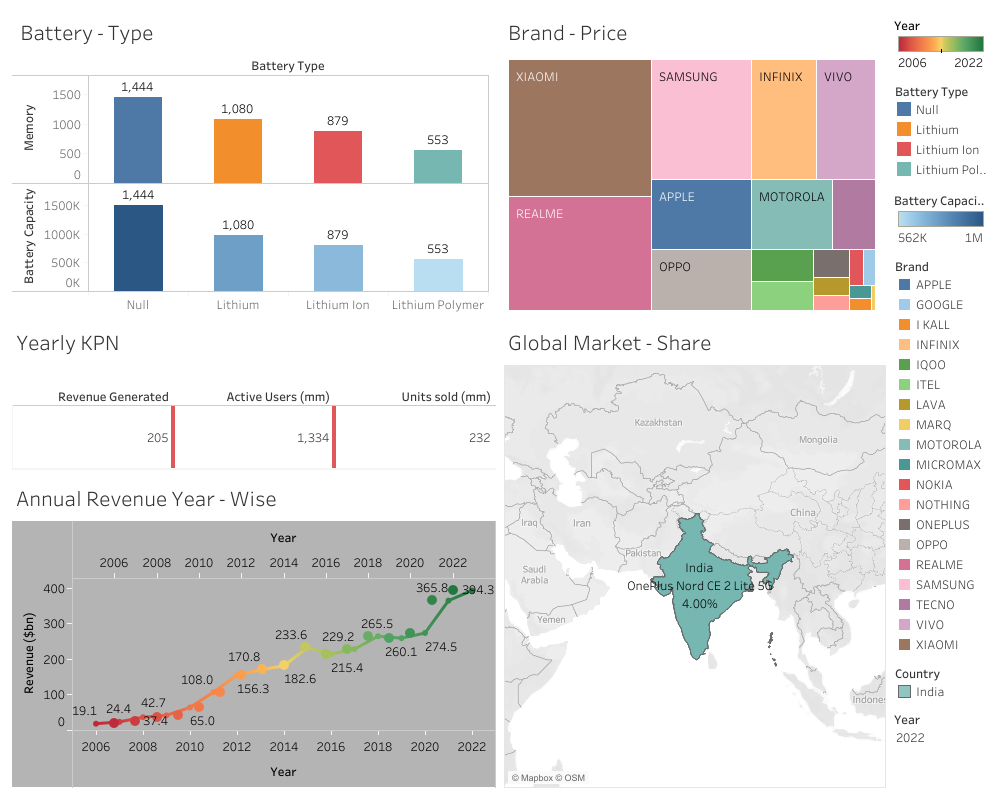 Battery - Type
Battery Type
Memory
1500
1000
500
0
1,444
1,080
879
553
Battery Capacity
1500K
1000K
500K
0K
1,444
1,080
879
553
Null
Lithium
Lithium Ion
Lithium Polymer
Brand - Price
XIAOMI
SAMSUNG
INFINIX
VIVO
REALME
APPLE
MOTOROLA
OPPO
Yearly KPN
Revenue Generated
Active Users (mm)
Units sold (mm)
205
1,334
232
Annual Revenue Year - Wise
Year
2006
2008
2010
2012
2014
2016
2018
2020
2022
Revenue ($bn)
400
300
200
100
0
19.1
24.4
37.4
42.7
65.0
108.0
156.3
170.8
182.6
233.6
215.4
229.2
265.5
260.1
274.5
365.8
394.3
2006
2008
2010
2012
2014
2016
2018
2020
2022
Year
Global Market - Share
Kazakhstan
Mongolia
China
Iraq
Iran
Pakistan
Saudi
Arabia
Yemen
Indones
India
OnePlus Nord CE 2 Lite 5G
4.00%
© Mapbox © OSM
Year
2006
2022
Battery Type
Null
Lithium
Lithium Ion
Lithium Pol..
Battery Capaci..
562K
1M
Brand
APPLE
GOOGLE
I KALL
INFINIX
IQOO
ITEL
LAVA
MARQ
MOTOROLA
MICROMAX
NOKIA
NOTHING
ONEPLUS
OPPO
REALME
SAMSUNG
TECNO
VIVO
XIAOMI
Country
India
Year
2022